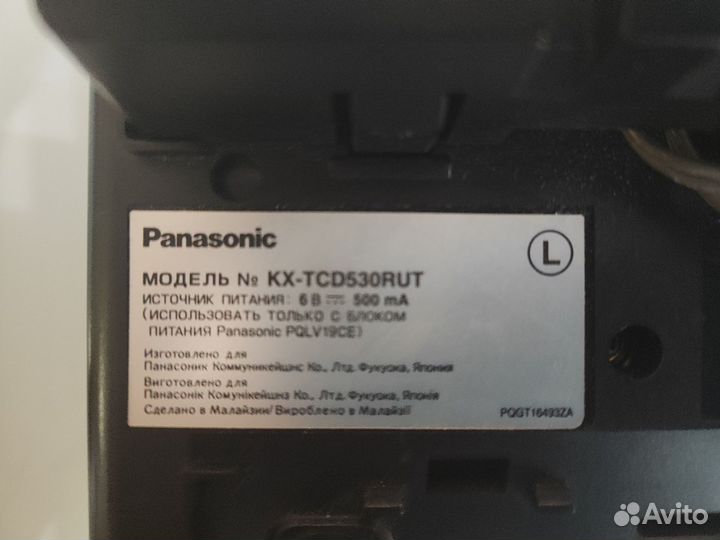 Panasonic
L
МОДЕЛЬ № KX-TCD530RUT
ИСТОЧНИК ПИТАНИЯ: 6 В ⎓ 500 mA
(ИСПОЛЬЗОВАТЬ ТОЛЬКО С БЛОКОМ
ПИТАНИЯ Panasonic PQLV19CE)
Изготовлено для
Панасоник Коммуникейшнс Ко., Лтд. Фукуока, Япония
Виготовлено для
Панасонік Комунікейшнз Ко., Лтд. Фукуока, Японія
Сделано в Малайзии/Вироблено в Малайзії
PQGT16493ZA
Avito